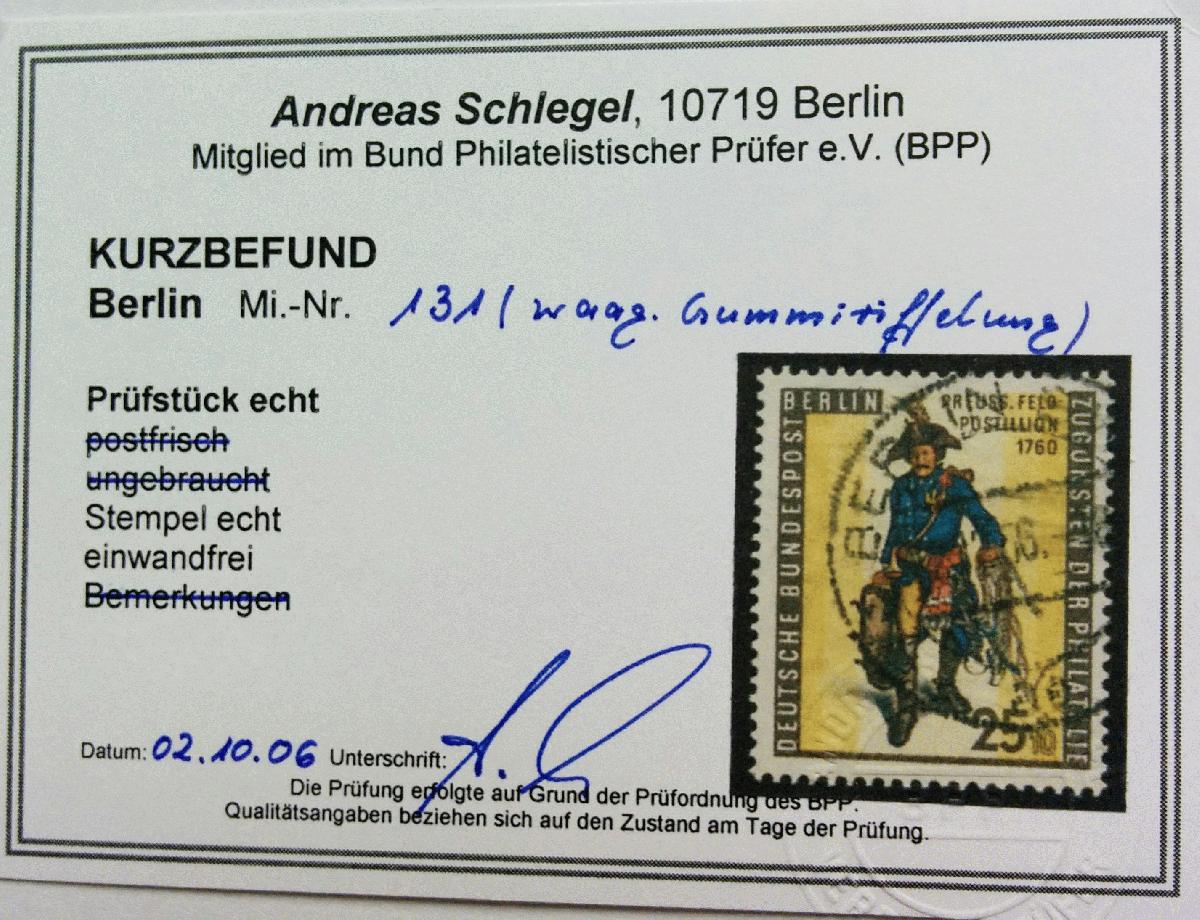 Andreas Schlegel, 10719 Berlin
Mitglied im Bund Philatelistischer Prüfer e.V. (BPP)
KURZBEFUND
Berlin Mi.-Nr. 131 (waag. Gummiriffelung)
Prüfstück echt
postfrisch
ungebraucht
Stempel echt
einwandfrei
Bemerkungen
Datum: 02.10.06 Unterschrift:
Die Prüfung erfolgte auf Grund der Prüfordnung des BPP.
Qualitätsangaben beziehen sich auf den Zustand am Tage der Prüfung.
BERLIN
PREUSS. FELD-
POSTILLION
1760
DEUTSCHE BUNDESPOST
ZUGUNSTEN DER PHILATELIE
25
+10
BERLIN